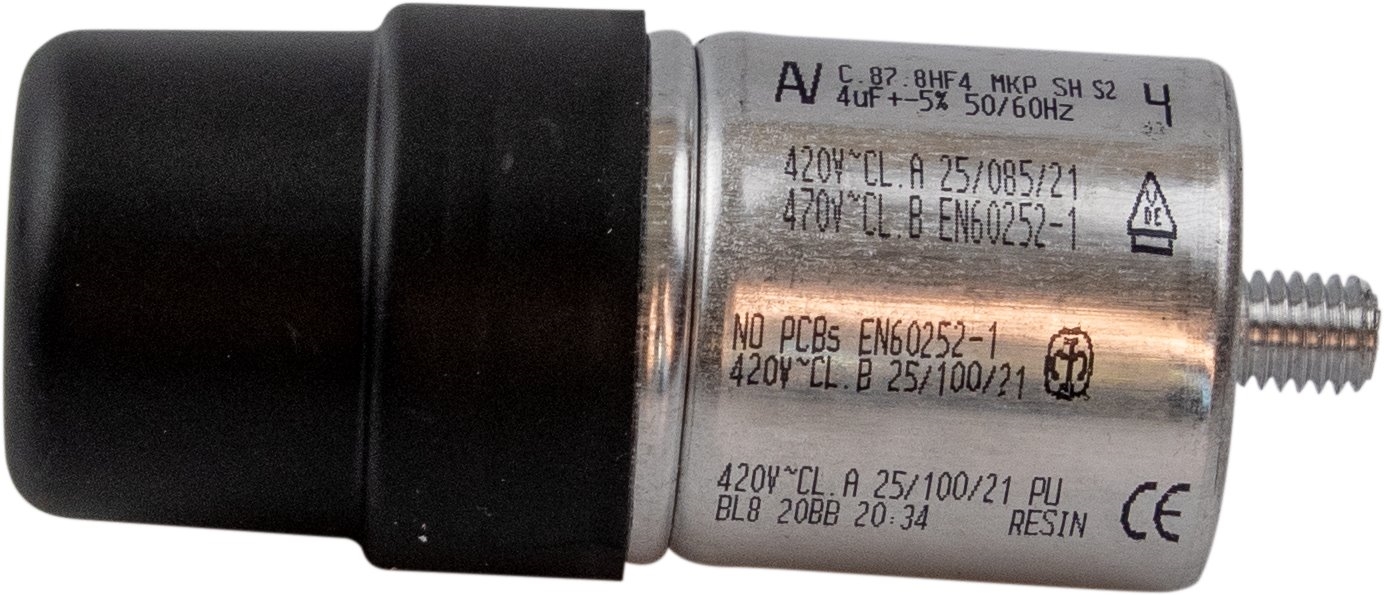 C.87.8HF4 MKP SH S2
4uF+-5% 50/60Hz
4
420V~CL.A 25/085/21
470V~CL.B EN60252-1
DE
NO PCBs EN60252-1
420V~CL.B 25/100/21
420V~CL.A 25/100/21 PU
BL8 20BB 20:34 RESIN
CE